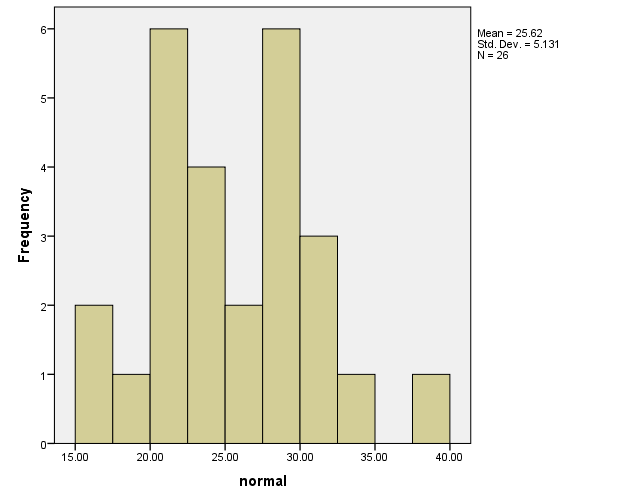 Mean = 25.62
Std. Dev. = 5.131
N = 26
Frequency
6
5
4
3
2
1
0
15.00 20.00 25.00 30.00 35.00 40.00
normal